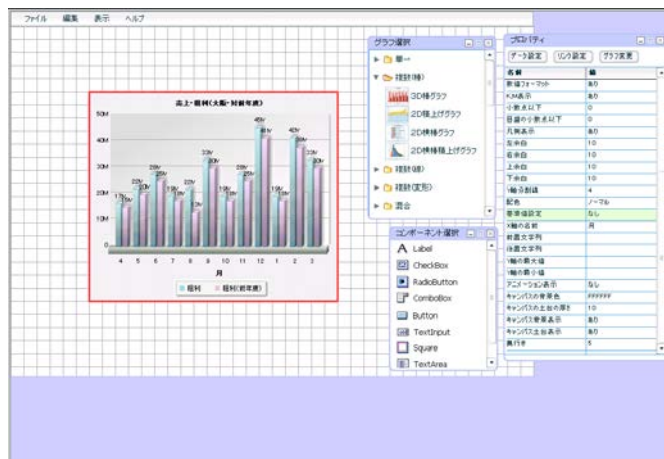 ファイル 編集 表示 ヘルプ
売上・粗利(大阪・対前年度)
50M
40M
30M
20M
10M
0
4 5 6 7 8 9 10 11 12 1 2 3
月
粗利 粗利(前年度)
グラフ選択
単一
複数(棒)
3D棒グラフ
2D積上げグラフ
2D横棒グラフ
2D横棒積上げグラフ
複数(線)
複数(変形)
混合
コンポーネント選択
Label
CheckBox
RadioButton
ComboBox
Button
TextInput
Square
TextArea
プロパティ
データ設定 リンク設定 グラフ変更
名前 値
数値フォーマット あり
K,M表示 あり
小数点以下 0
目盛の小数点以下 0
凡例表示 あり
左余白 10
右余白 10
上余白 10
下余白 10
Y軸分割線 4
配色 ノーマル
基準値設定 なし
X軸の名前 月
前置文字列
後置文字列
Y軸の最大値
Y軸の最小値
アニメーション表示 なし
キャンバスの背景色 FFFFFF
キャンバスの土台の厚さ 10
キャンバス背景表示 あり
キャンバス土台表示 あり
奥行き 5